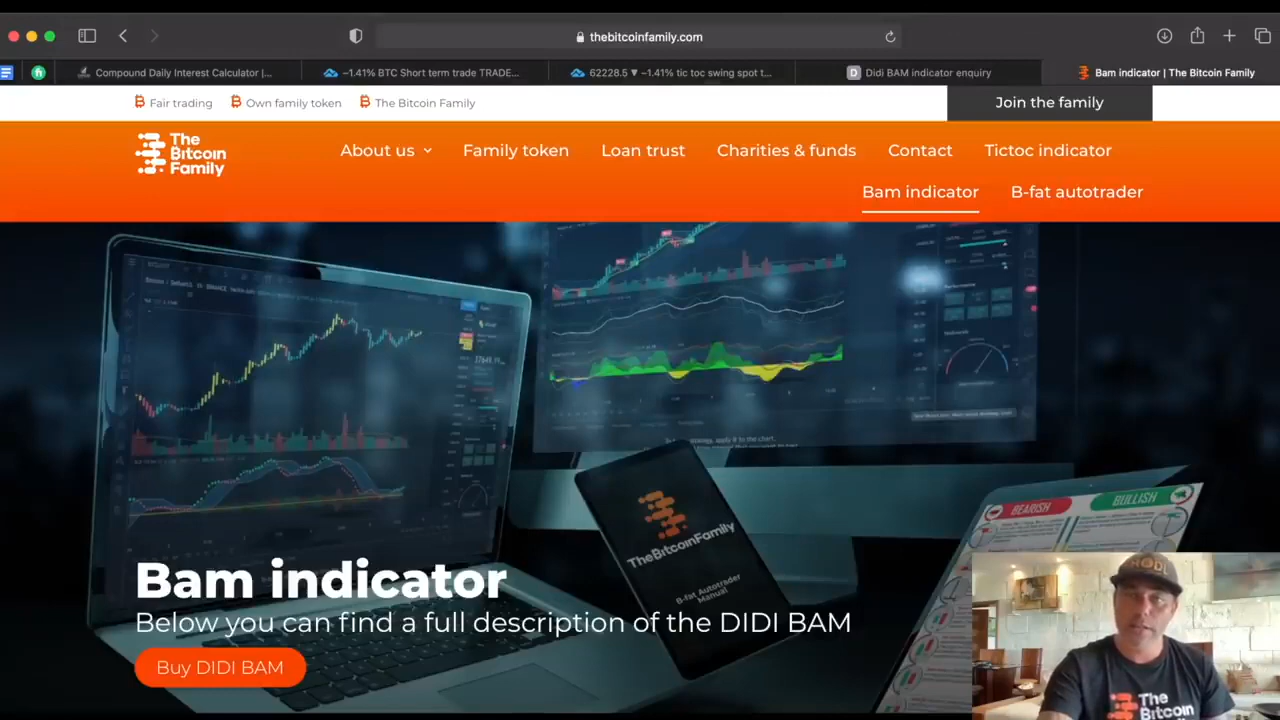 thebitcoinfamily.com
Compound Daily Interest Calculator |...
−1.41% BTC Short term trade TRADE...
62228.5 ▼ −1.41% tic toc swing spot t...
D Didi BAM indicator enquiry
Bam indicator | The Bitcoin Family
Fair trading
Own family token
The Bitcoin Family
Join the family
The
Bitcoin
Family
About us
Family token
Loan trust
Charities & funds
Contact
Tictoc indicator
Bam indicator
B-fat autotrader
BEARISH
BULLISH
TheBitcoinFamily
B-fat Autotrader
Manual
Bam indicator
Below you can find a full description of the DIDI BAM
Buy DIDI BAM
HODL
The
Bitcoin